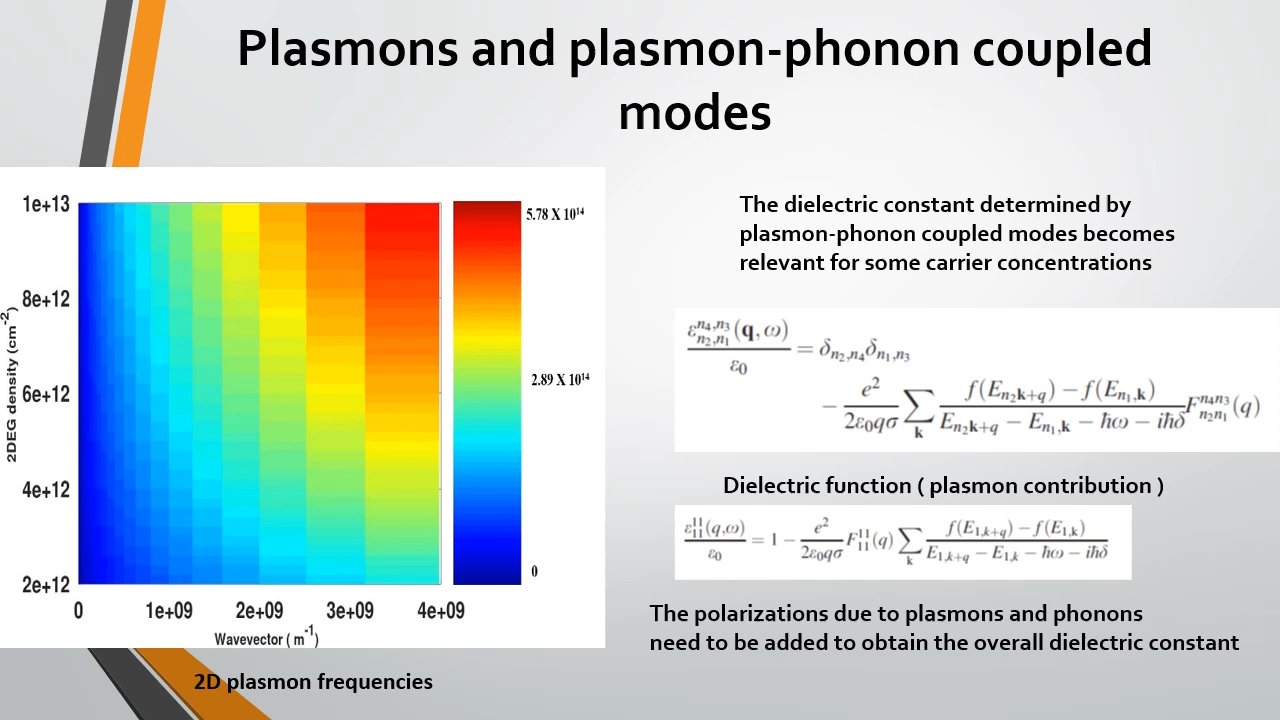 Plasmons and plasmon-phonon coupled
modes
1e+13
8e+12
6e+12
4e+12
2e+12
2DEG density (cm⁻²)
0 1e+09 2e+09 3e+09 4e+09
Wavevector ( m⁻¹)
5.78 X 10¹⁴
2.89 X 10¹⁴
0
2D plasmon frequencies
The dielectric constant determined by
plasmon-phonon coupled modes becomes
relevant for some carrier concentrations
ε^{n₄,n₃}_{n₂,n₁}(q,ω) / ε₀ = δ_{n₂,n₄}δ_{n₁,n₃}
− e² / 2ε₀qσ ∑_k f(E_{n₂k+q}) − f(E_{n₁,k}) / E_{n₂k+q} − E_{n₁,k} − ħω − iħδ F^{n₄n₃}_{n₂n₁}(q)
Dielectric function ( plasmon contribution )
ε^{11}_{11}(q,ω) / ε₀ = 1 − e² / 2ε₀qσ F^{11}_{11}(q) ∑_k f(E_{1,k+q}) − f(E_{1,k}) / E_{1,k+q} − E_{1,k} − ħω − iħδ
The polarizations due to plasmons and phonons
need to be added to obtain the overall dielectric constant